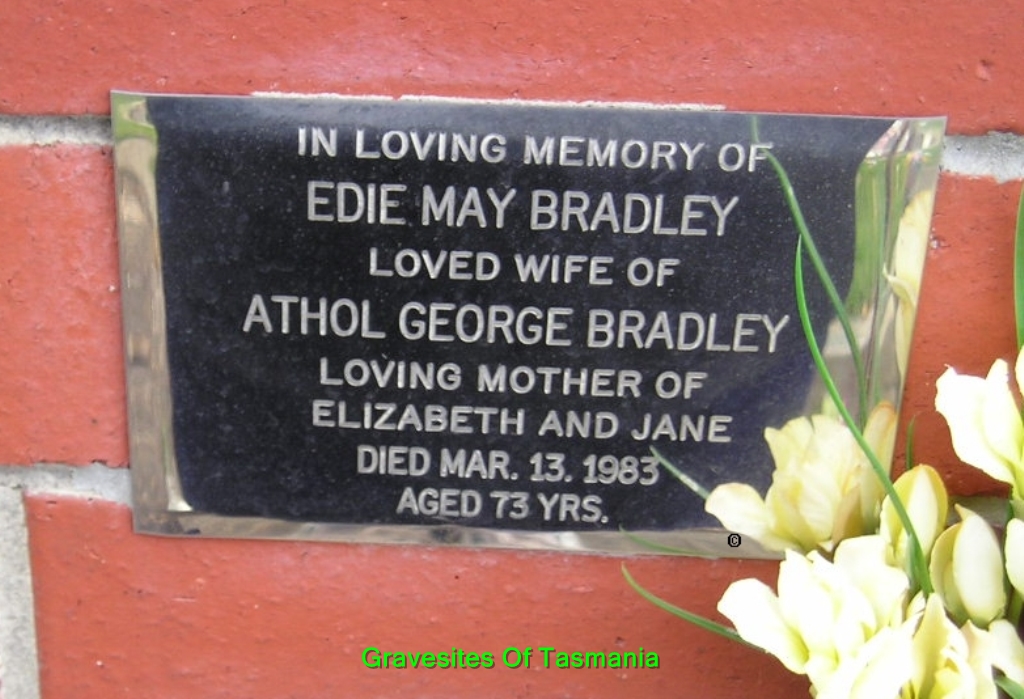 IN LOVING MEMORY OF
EDIE MAY BRADLEY
LOVED WIFE OF
ATHOL GEORGE BRADLEY
LOVING MOTHER OF
ELIZABETH AND JANE
DIED MAR. 13. 1983
AGED 73 YRS.
©
Gravesites Of Tasmania